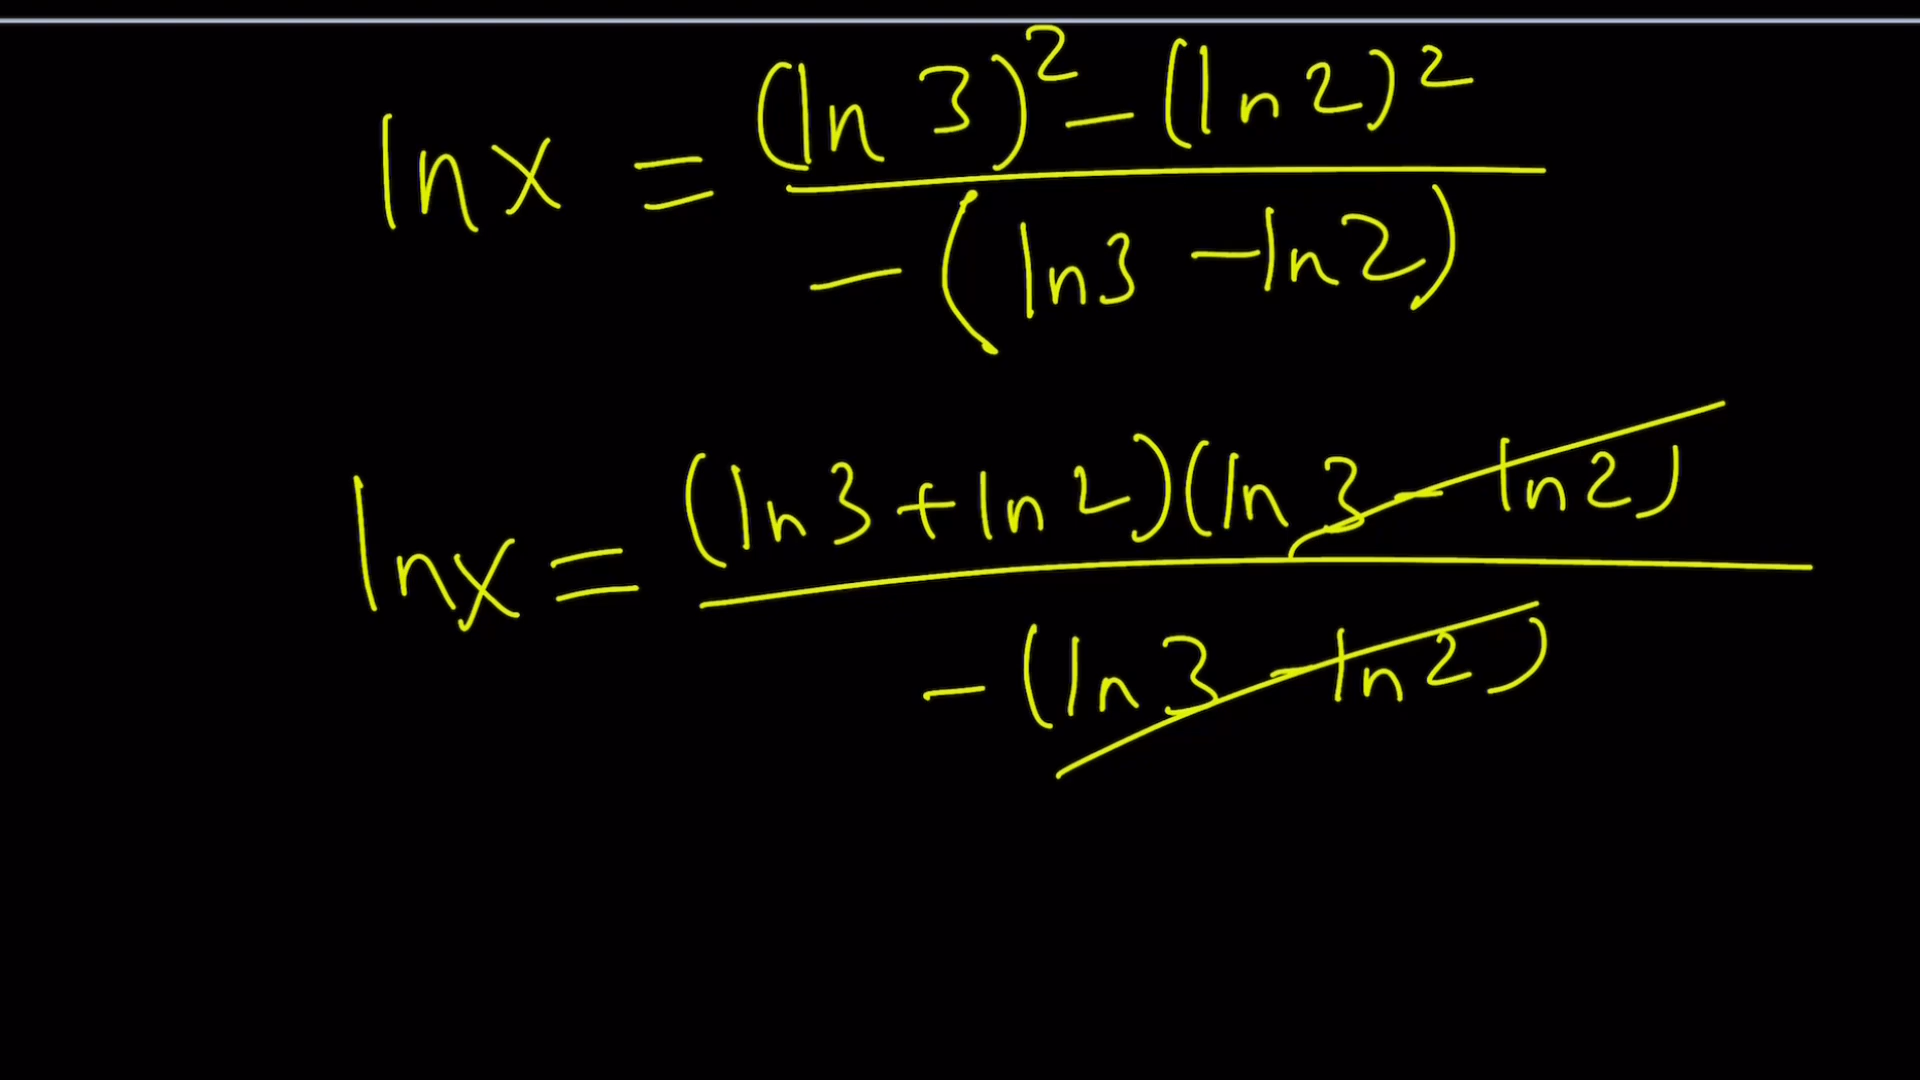 ln x = ((ln 3)² - (ln 2)²) / (-(ln 3 - ln 2))
ln x = ((ln 3 + ln 2)(ln 3 - ln 2)) / (-(ln 3 - ln 2))